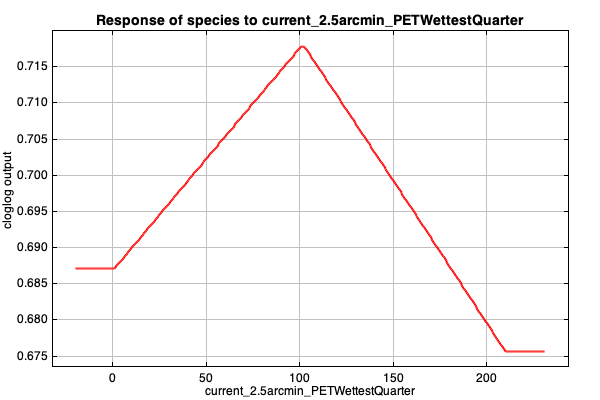 Response of species to current_2.5arcmin_PETWettestQuarter
0.715
0.710
0.705
0.700
0.695
0.690
0.685
0.680
0.675
cloglog output
0 50 100 150 200
current_2.5arcmin_PETWettestQuarter